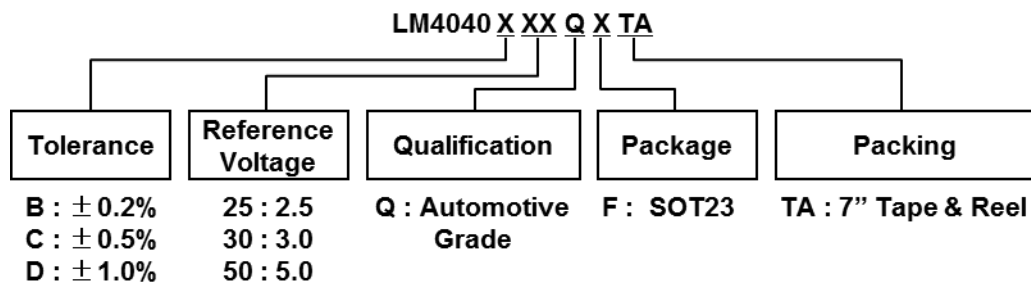 LM4040 X XX Q X TA
Tolerance
Reference
Voltage
Qualification
Package
Packing
B : ± 0.2%
C : ± 0.5%
D : ± 1.0%
25 : 2.5
30 : 3.0
50 : 5.0
Q : Automotive
Grade
F : SOT23
TA : 7” Tape & Reel